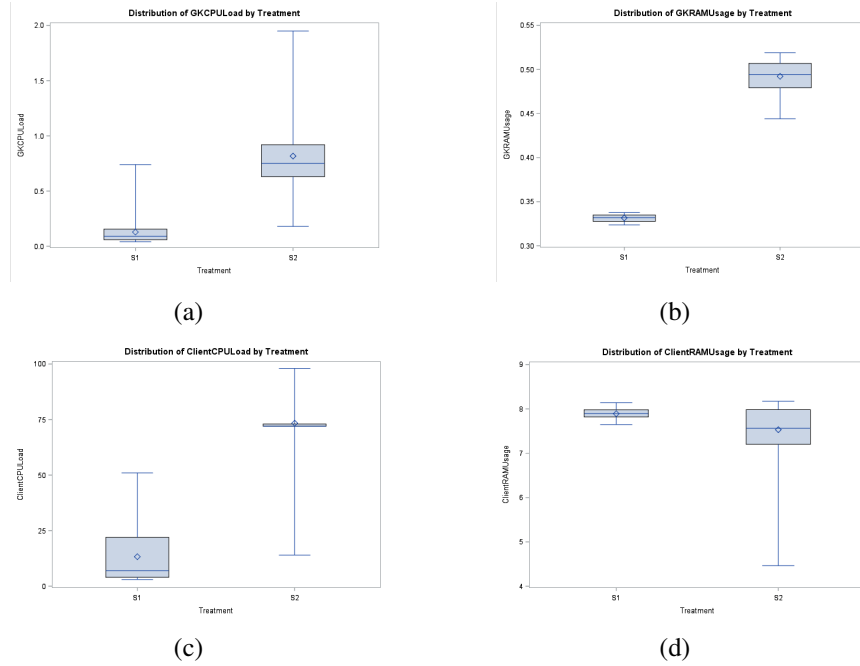 Distribution of GKCPULoad by Treatment
2.0
1.5
1.0
0.5
0.0
GKCPULoad
S1
S2
Treatment
(a)
Distribution of GKRAMUsage by Treatment
0.50
0.45
0.40
0.35
0.30
GKRAMUsage
S1
S2
Treatment
(b)
Distribution of ClientCPULoad by Treatment
100
75
50
25
0
ClientCPULoad
S1
S2
Treatment
(c)
Distribution of ClientRAMUsage by Treatment
9
8
7
6
5
4
ClientRAMUsage
S1
S2
Treatment
(d)